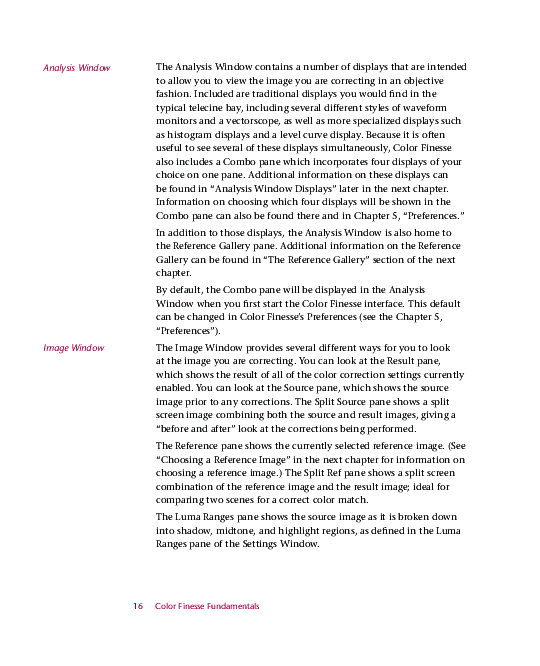 Analysis Window
The Analysis Window contains a number of displays that are intended
to allow you to view the image you are correcting in an objective
fashion. Included are traditional displays you would find in the
typical telecine bay, including several different styles of waveform
monitors and a vectorscope, as well as more specialized displays such
as histogram displays and a level curve display. Because it is often
useful to see several of these displays simultaneously, Color Finesse
also includes a Combo pane which incorporates four displays of your
choice on one pane. Additional information on these displays can
be found in “Analysis Window Displays” later in the next chapter.
Information on choosing which four displays will be shown in the
Combo pane can also be found there and in Chapter 5, “Preferences.”
In addition to those displays, the Analysis Window is also home to
the Reference Gallery pane. Additional information on the Reference
Gallery can be found in “The Reference Gallery” section of the next
chapter.
By default, the Combo pane will be displayed in the Analysis
Window when you first start the Color Finesse interface. This default
can be changed in Color Finesse’s Preferences (see the Chapter 5,
“Preferences”).
Image Window
The Image Window provides several different ways for you to look
at the image you are correcting. You can look at the Result pane,
which shows the result of all of the color correction settings currently
enabled. You can look at the Source pane, which shows the source
image prior to any corrections. The Split Source pane shows a split
screen image combining both the source and result images, giving a
“before and after” look at the corrections being performed.
The Reference pane shows the currently selected reference image. (See
“Choosing a Reference Image” in the next chapter for information on
choosing a reference image.) The Split Ref pane shows a split screen
combination of the reference image and the result image; ideal for
comparing two scenes for a correct color match.
The Luma Ranges pane shows the source image as it is broken down
into shadow, midtone, and highlight regions, as defined in the Luma
Ranges pane of the Settings Window.
16 Color Finesse Fundamentals